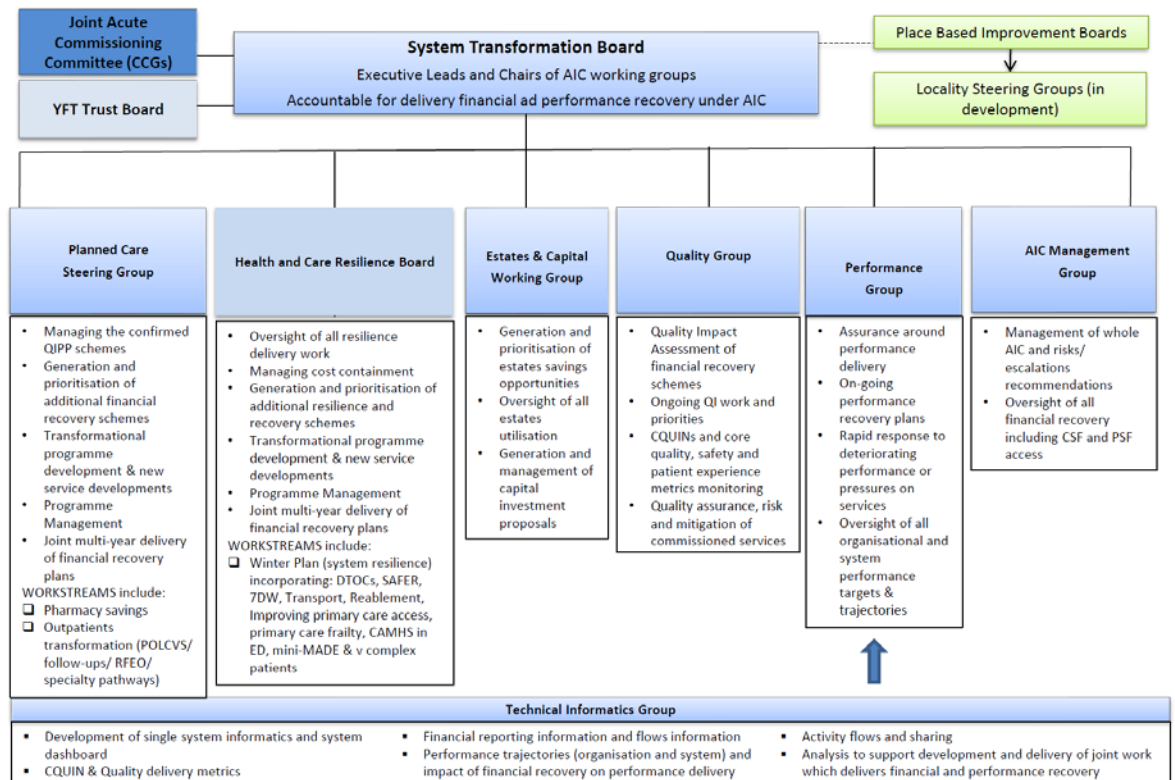 Joint Acute
Commissioning
Committee (CCGs)
YFT Trust Board
System Transformation Board
Executive Leads and Chairs of AIC working groups
Accountable for delivery financial ad performance recovery under AIC
Place Based Improvement Boards
Locality Steering Groups (in
development)
Planned Care
Steering Group
• Managing the confirmed
QIPP schemes
• Generation and
prioritisation of
additional financial
recovery schemes
• Transformational
programme
development & new
service developments
• Programme
Management
• Joint multi-year delivery
of financial recovery
plans
WORKSTREAMS include:
❑ Pharmacy savings
❑ Outpatients
transformation (POLCVS/
follow-ups/ RFEO/
specialty pathways)
Health and Care Resilience Board
• Oversight of all resilience
delivery work
• Managing cost containment
• Generation and prioritisation of
additional resilience and
recovery schemes
• Transformational programme
development & new service
developments
• Programme Management
• Joint multi-year delivery of
financial recovery plans
WORKSTREAMS include:
❑ Winter Plan (system resilience)
incorporating: DTOCs, SAFER,
7DW, Transport, Reablement,
Improving primary care access,
primary care frailty, CAMHS in
ED, mini-MADE & v complex
patients
Estates & Capital
Working Group
• Generation and
prioritisation of
estates savings
opportunities
• Oversight of all
estates
utilisation
• Generation and
management of
capital
investment
proposals
Quality Group
• Quality Impact
Assessment of
financial recovery
schemes
• Ongoing QI work and
priorities
• CQUINs and core
quality, safety and
patient experience
metrics monitoring
• Quality assurance, risk
and mitigation of
commissioned services
Performance
Group
• Assurance around
performance
delivery
• On-going
performance
recovery plans
• Rapid response to
deteriorating
performance or
pressures on
services
• Oversight of all
organisational and
system
performance
targets &
trajectories
AIC Management
Group
• Management of whole
AIC and risks/
escalations
recommendations
• Oversight of all
financial recovery
including CSF and PSF
access
Technical Informatics Group
▪ Development of single system informatics and system
dashboard
▪ CQUIN & Quality delivery metrics
▪ Financial reporting information and flows information
▪ Performance trajectories (organisation and system) and
impact of financial recovery on performance delivery
▪ Activity flows and sharing
▪ Analysis to support development and delivery of joint work
which delivers financial and performance recovery